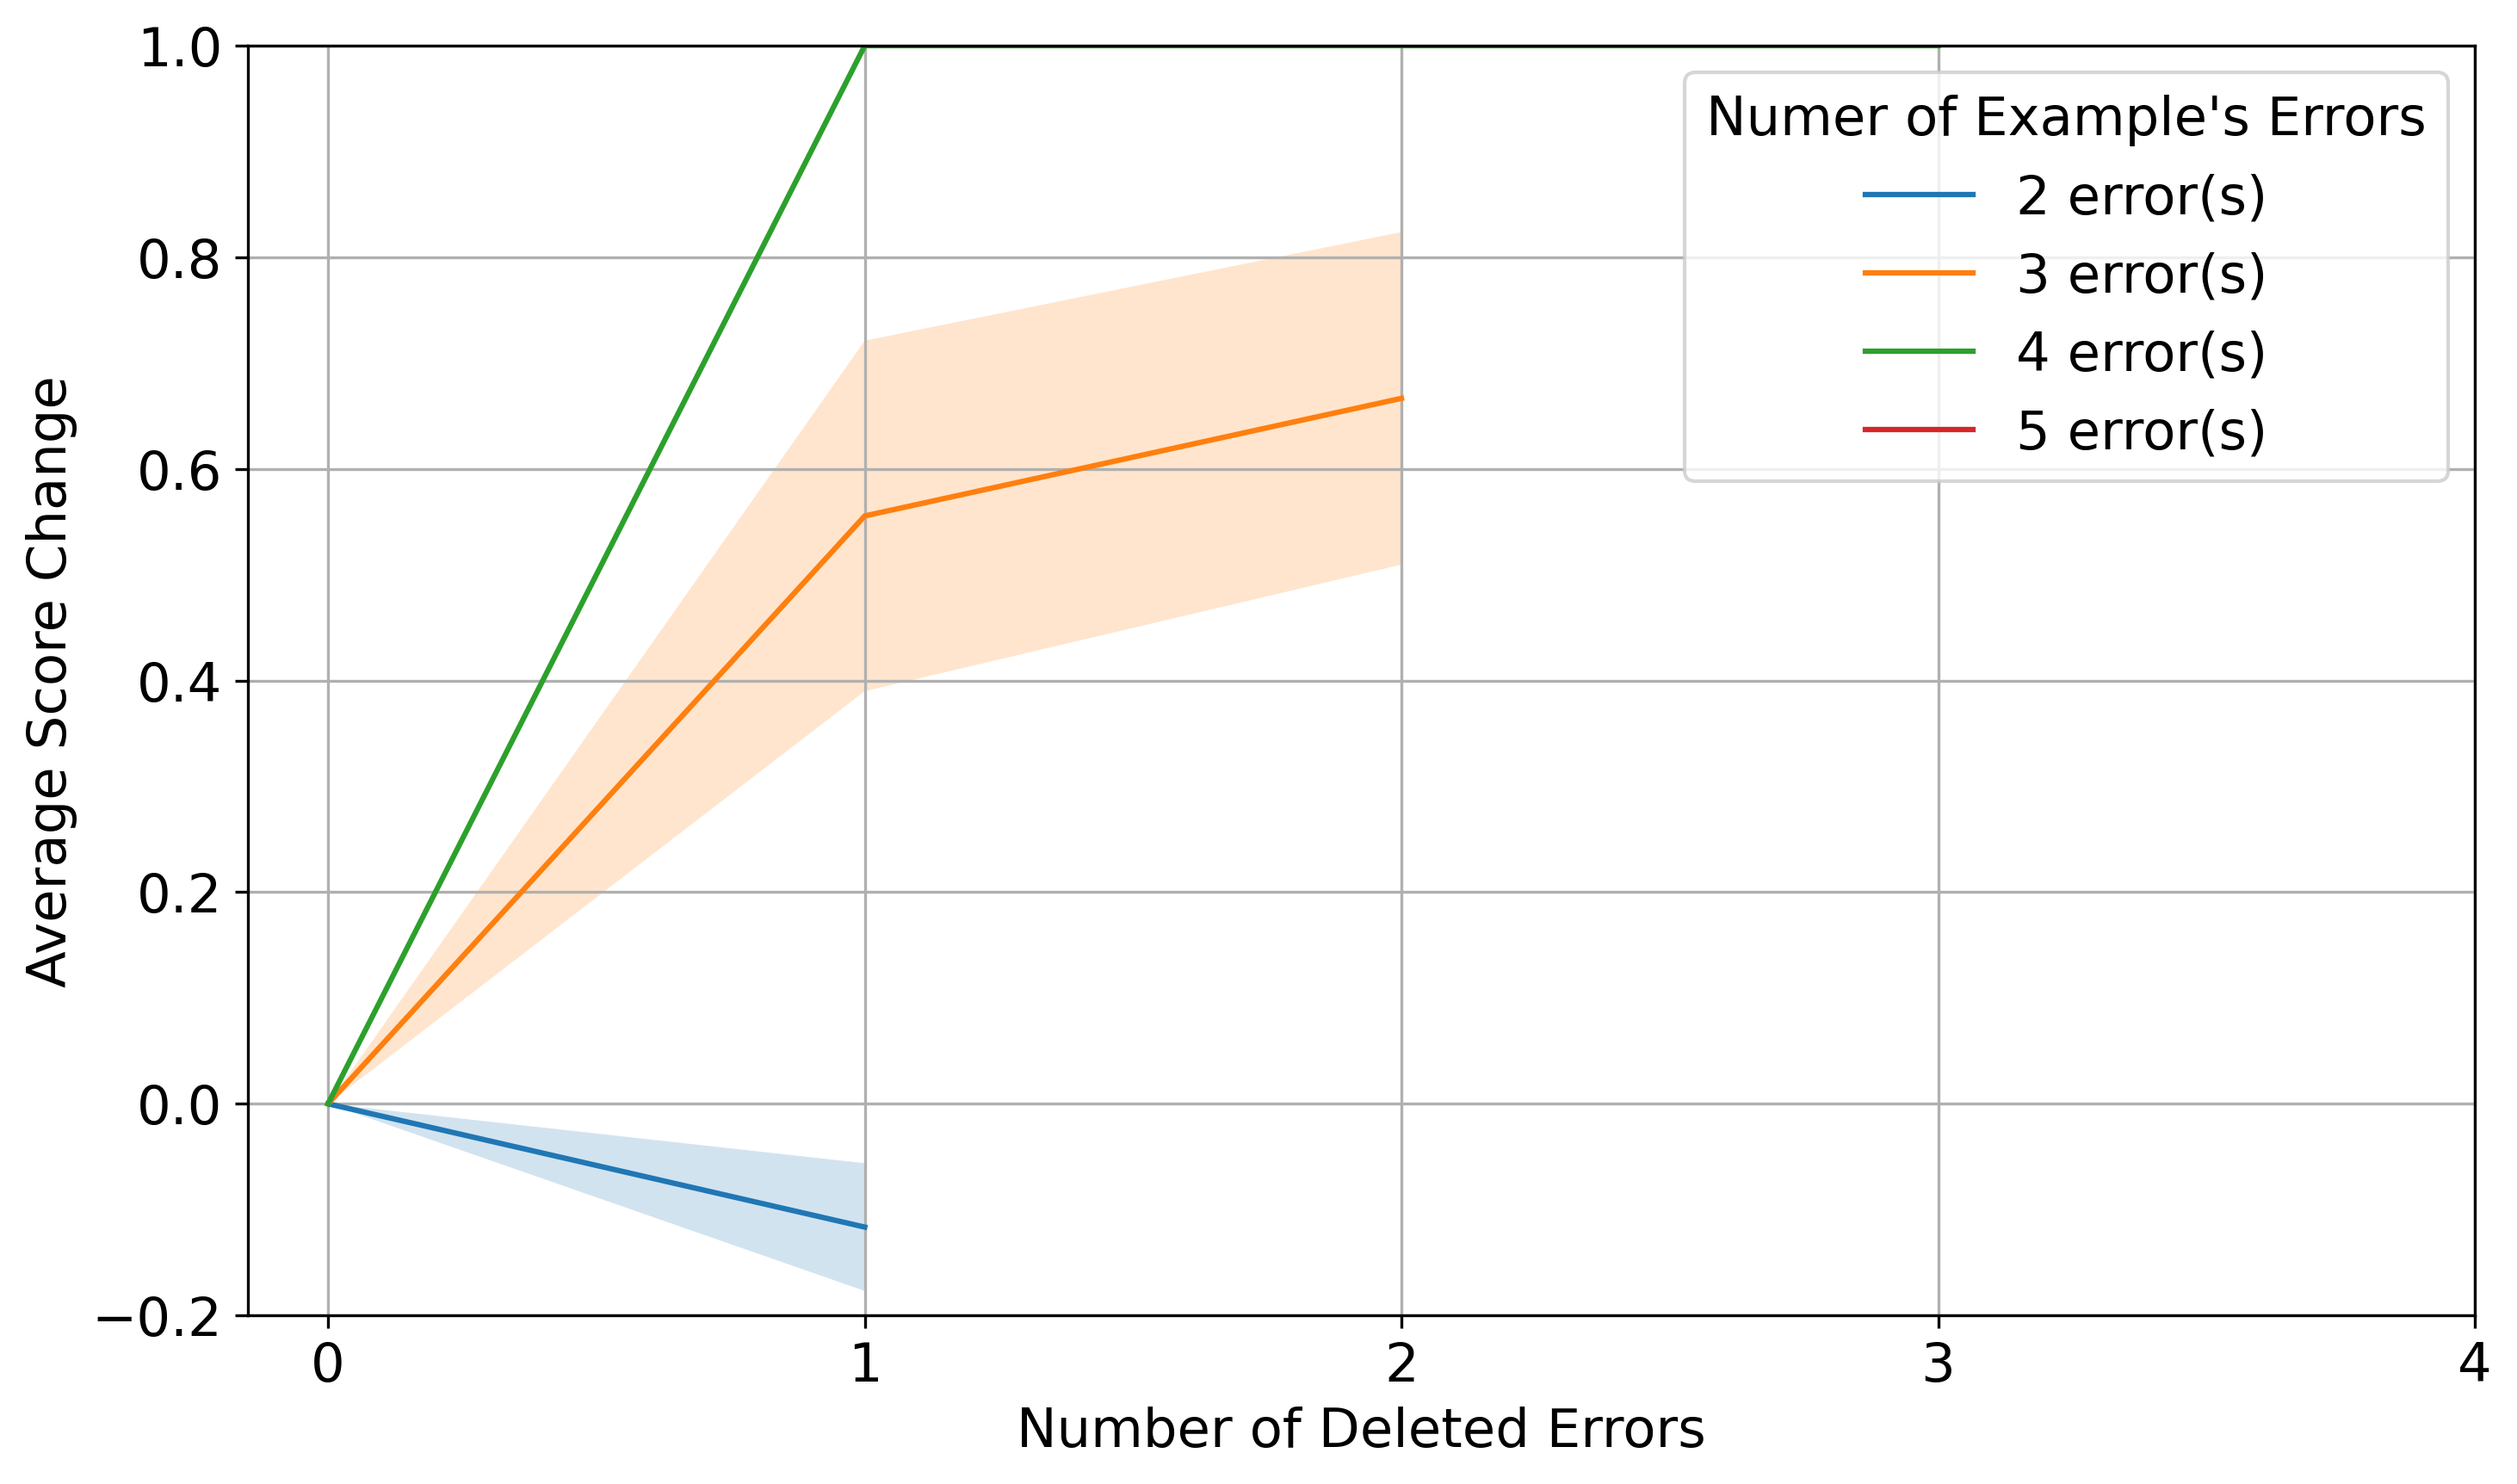 Average Score Change
1.0
0.8
0.6
0.4
0.2
0.0
−0.2
Numer of Example's Errors
2 error(s)
3 error(s)
4 error(s)
5 error(s)
0 1 2 3 4
Number of Deleted Errors